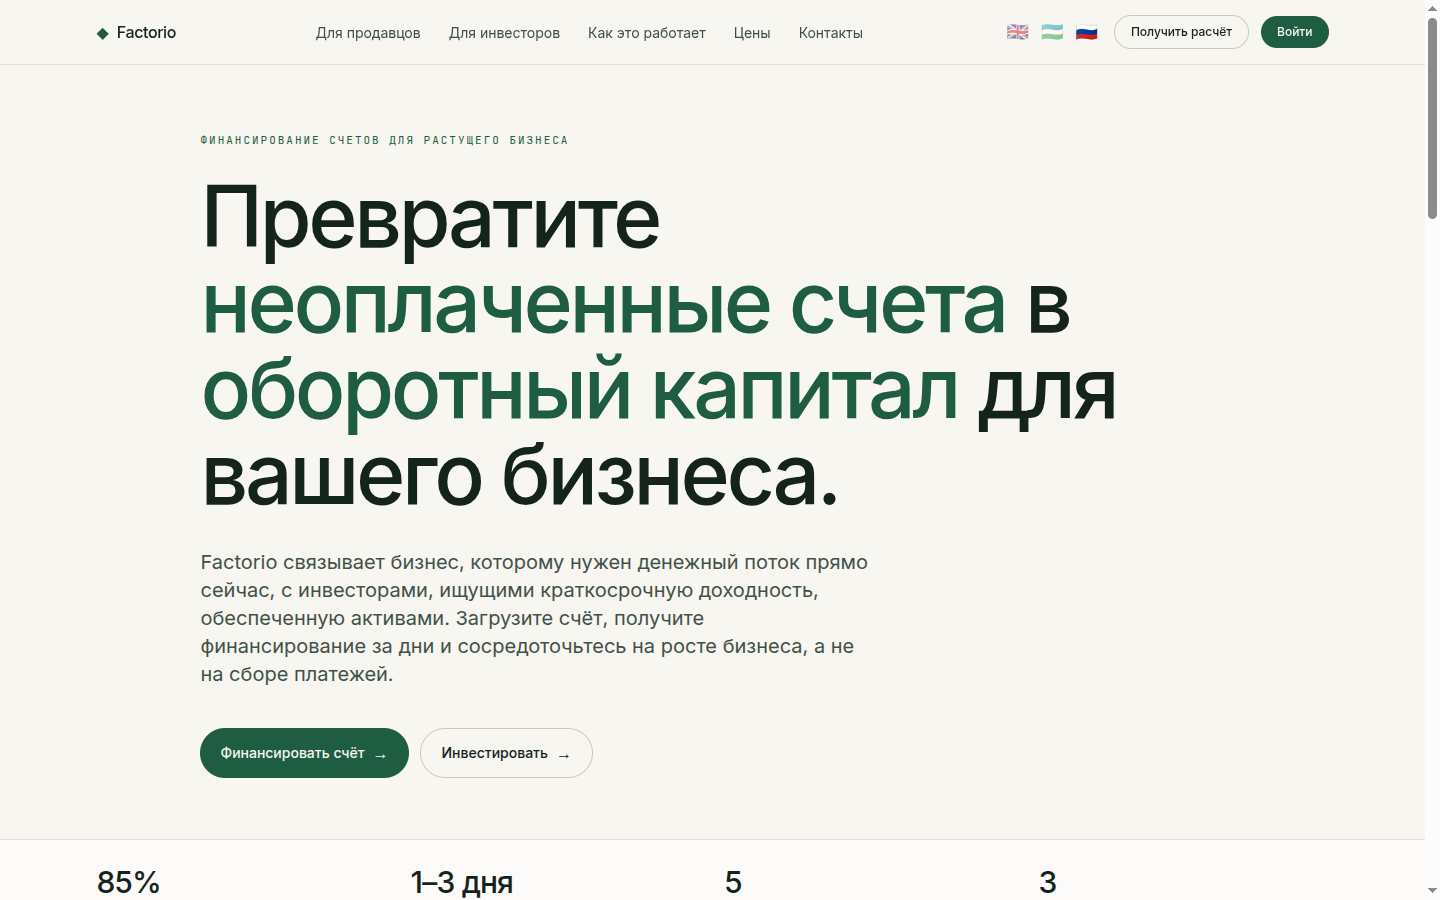 Factorio
Для продавцов
Для инвесторов
Как это работает
Цены
Контакты
Получить расчёт
Войти
ФИНАНСИРОВАНИЕ СЧЕТОВ ДЛЯ РАСТУЩЕГО БИЗНЕСА
Превратите
неоплаченные счета в
оборотный капитал для
вашего бизнеса.
Factorio связывает бизнес, которому нужен денежный поток прямо
сейчас, с инвесторами, ищущими краткосрочную доходность,
обеспеченную активами. Загрузите счёт, получите
финансирование за дни и сосредоточьтесь на росте бизнеса, а не
на сборе платежей.
Финансировать счёт →
Инвестировать →
85%
1–3 дня
5
3